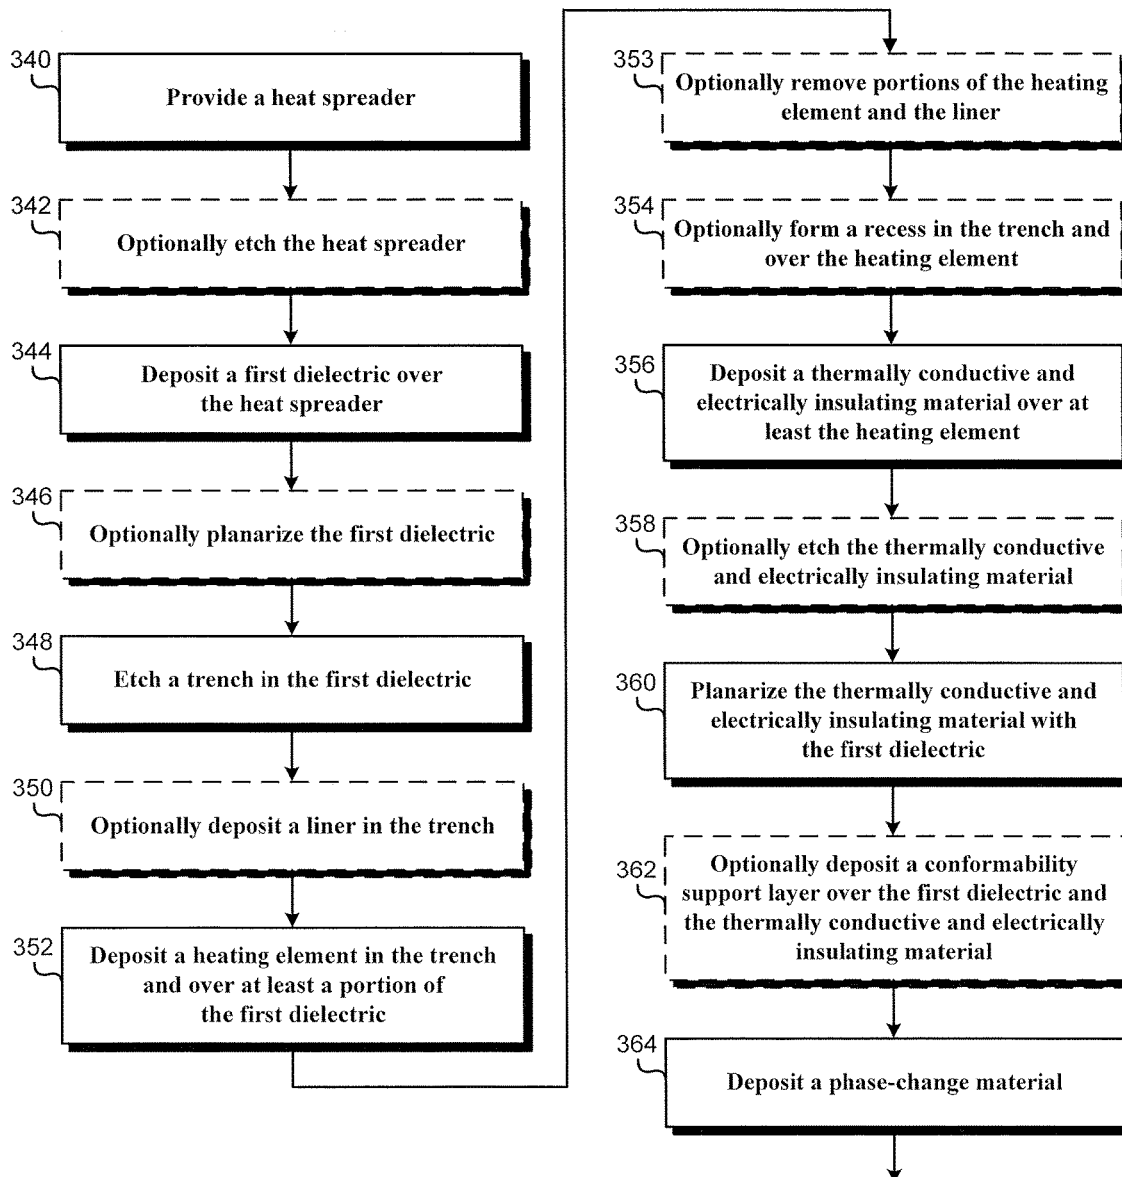 340
Provide a heat spreader
342
Optionally etch the heat spreader
344
Deposit a first dielectric over
the heat spreader
346
Optionally planarize the first dielectric
348
Etch a trench in the first dielectric
350
Optionally deposit a liner in the trench
352
Deposit a heating element in the trench
and over at least a portion of
the first dielectric
353
Optionally remove portions of the heating
element and the liner
354
Optionally form a recess in the trench and
over the heating element
356
Deposit a thermally conductive and
electrically insulating material over at
least the heating element
358
Optionally etch the thermally conductive
and electrically insulating material
360
Planarize the thermally conductive and
electrically insulating material with
the first dielectric
362
Optionally deposit a conformability
support layer over the first dielectric and
the thermally conductive and electrically
insulating material
364
Deposit a phase-change material